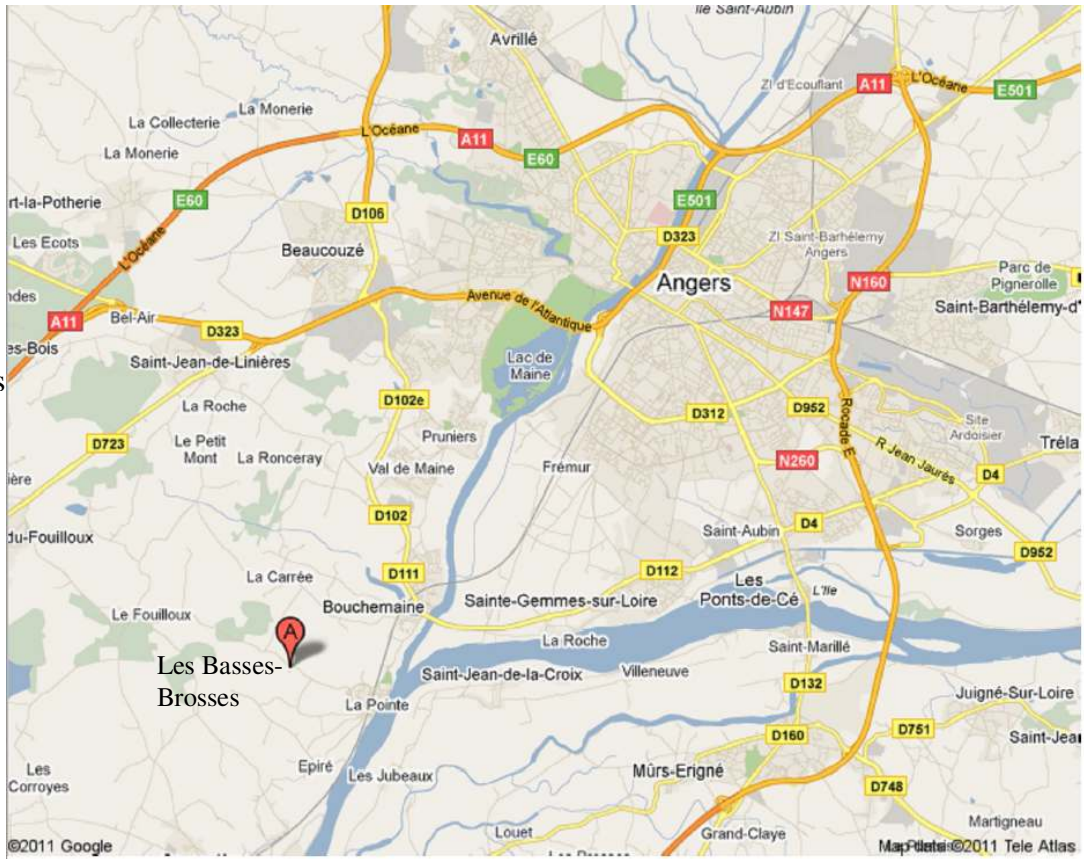 Ile Saint-Aubin
Avrillé
ZI d'Ecouflant
A11
L'Océane
E501
La Monerie
La Collecterie
L'Océane
A11
La Monerie
E60
rt-la-Potherie
E60
E501
D106
Les Ecots
D323
ZI Saint-Barhélemy
Angers
Beaucouzé
L'Océane
Parc de
Pignerolle
Angers
N160
ndes
Avenue de l'Atlantique
N147
Saint-Barthélemy-d'
A11
Bel-Air
D323
es-Bois
Saint-Jean-de-Linières
Lac de
Maine
s
D102e
La Roche
D312
D952
Rocade E
Site
Ardoisier
D723
Le Petit
Mont
La Ronceray
Pruniers
R Jean Jaurès
Tréla
Val de Maine
Frémur
N260
D4
ière
D102
du-Fouilloux
Saint-Aubin
D4
Sorges
D952
La Carrée
D111
D112
Les
Ponts-de-Cé
L'Ile
Le Fouilloux
Bouchemaine
Sainte-Gemmes-sur-Loire
A
La Roche
Saint-Marillé
Les Basses-
Brosses
Saint-Jean-de-la-Croix
Villeneuve
D132
Juigné-Sur-Loire
La Pointe
D160
D751
Saint-Jea
Les
Corroyes
Epiré
Les Jubeaux
Mûrs-Erigné
D748
Martigneau
Louet
Grand-Claye
©2011 Google
©2011 Tele Atlas